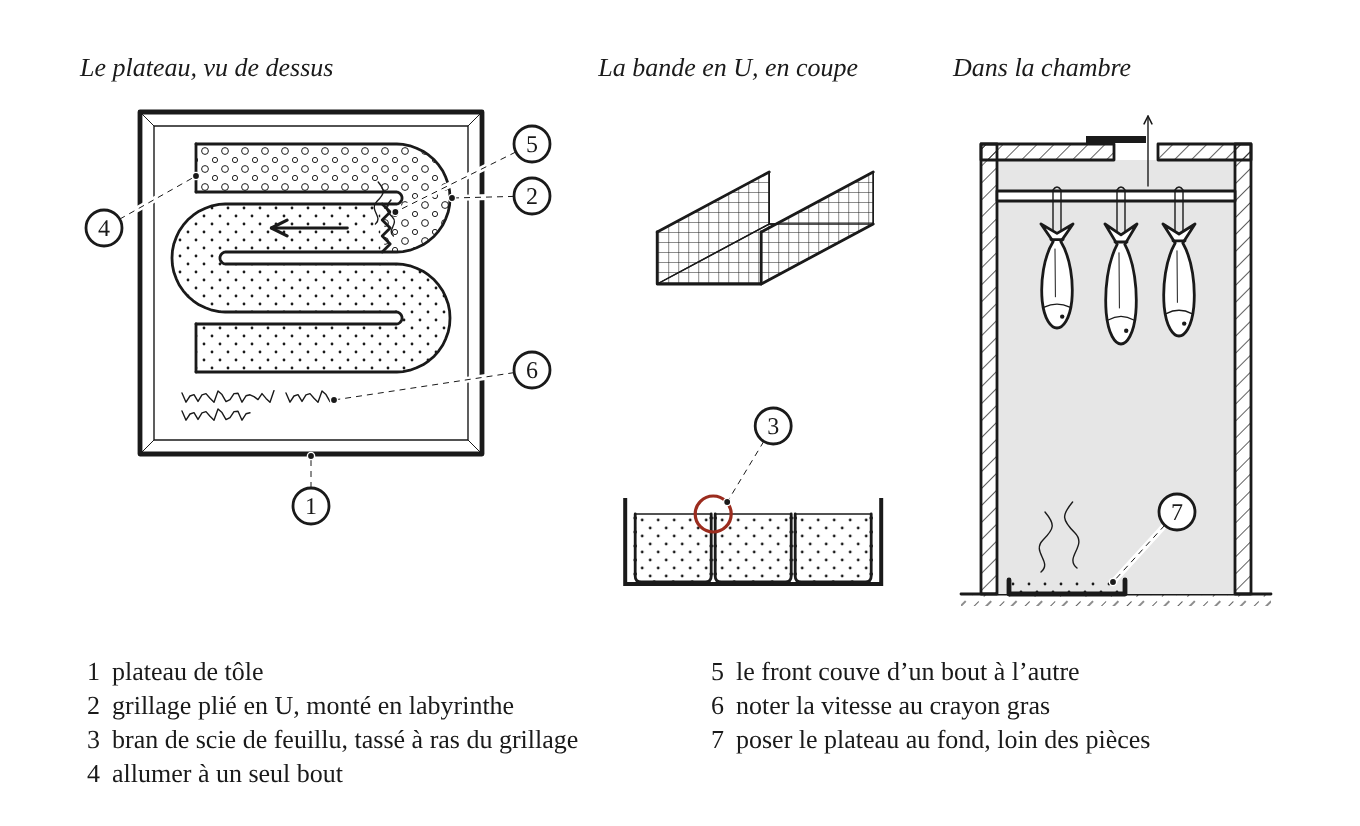 Le plateau, vu de dessus
La bande en U, en coupe
Dans la chambre
5
2
4
6
3
1
7
1 plateau de tôle
2 grillage plié en U, monté en labyrinthe
3 bran de scie de feuillu, tassé à ras du grillage
4 allumer à un seul bout
5 le front couve d’un bout à l’autre
6 noter la vitesse au crayon gras
7 poser le plateau au fond, loin des pièces